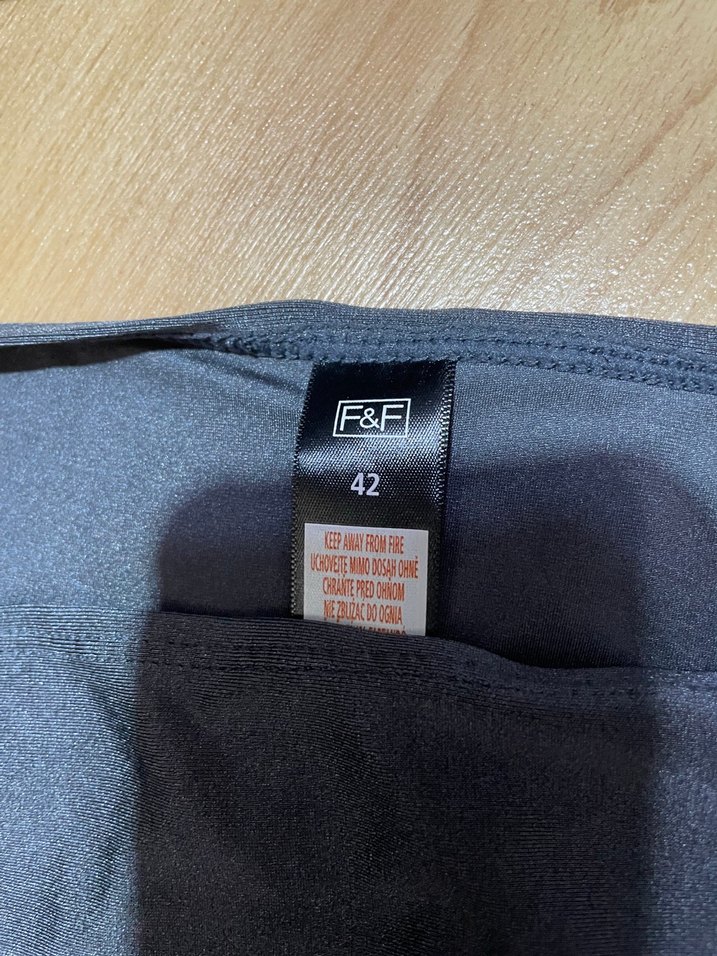 F&F
42
KEEP AWAY FROM FIRE
UCHOVEJTE MIMO DOSAH OHNĚ
CHRÁŇTE PRED OHŇOM
NIE ZBLIŻAĆ DO OGNIA